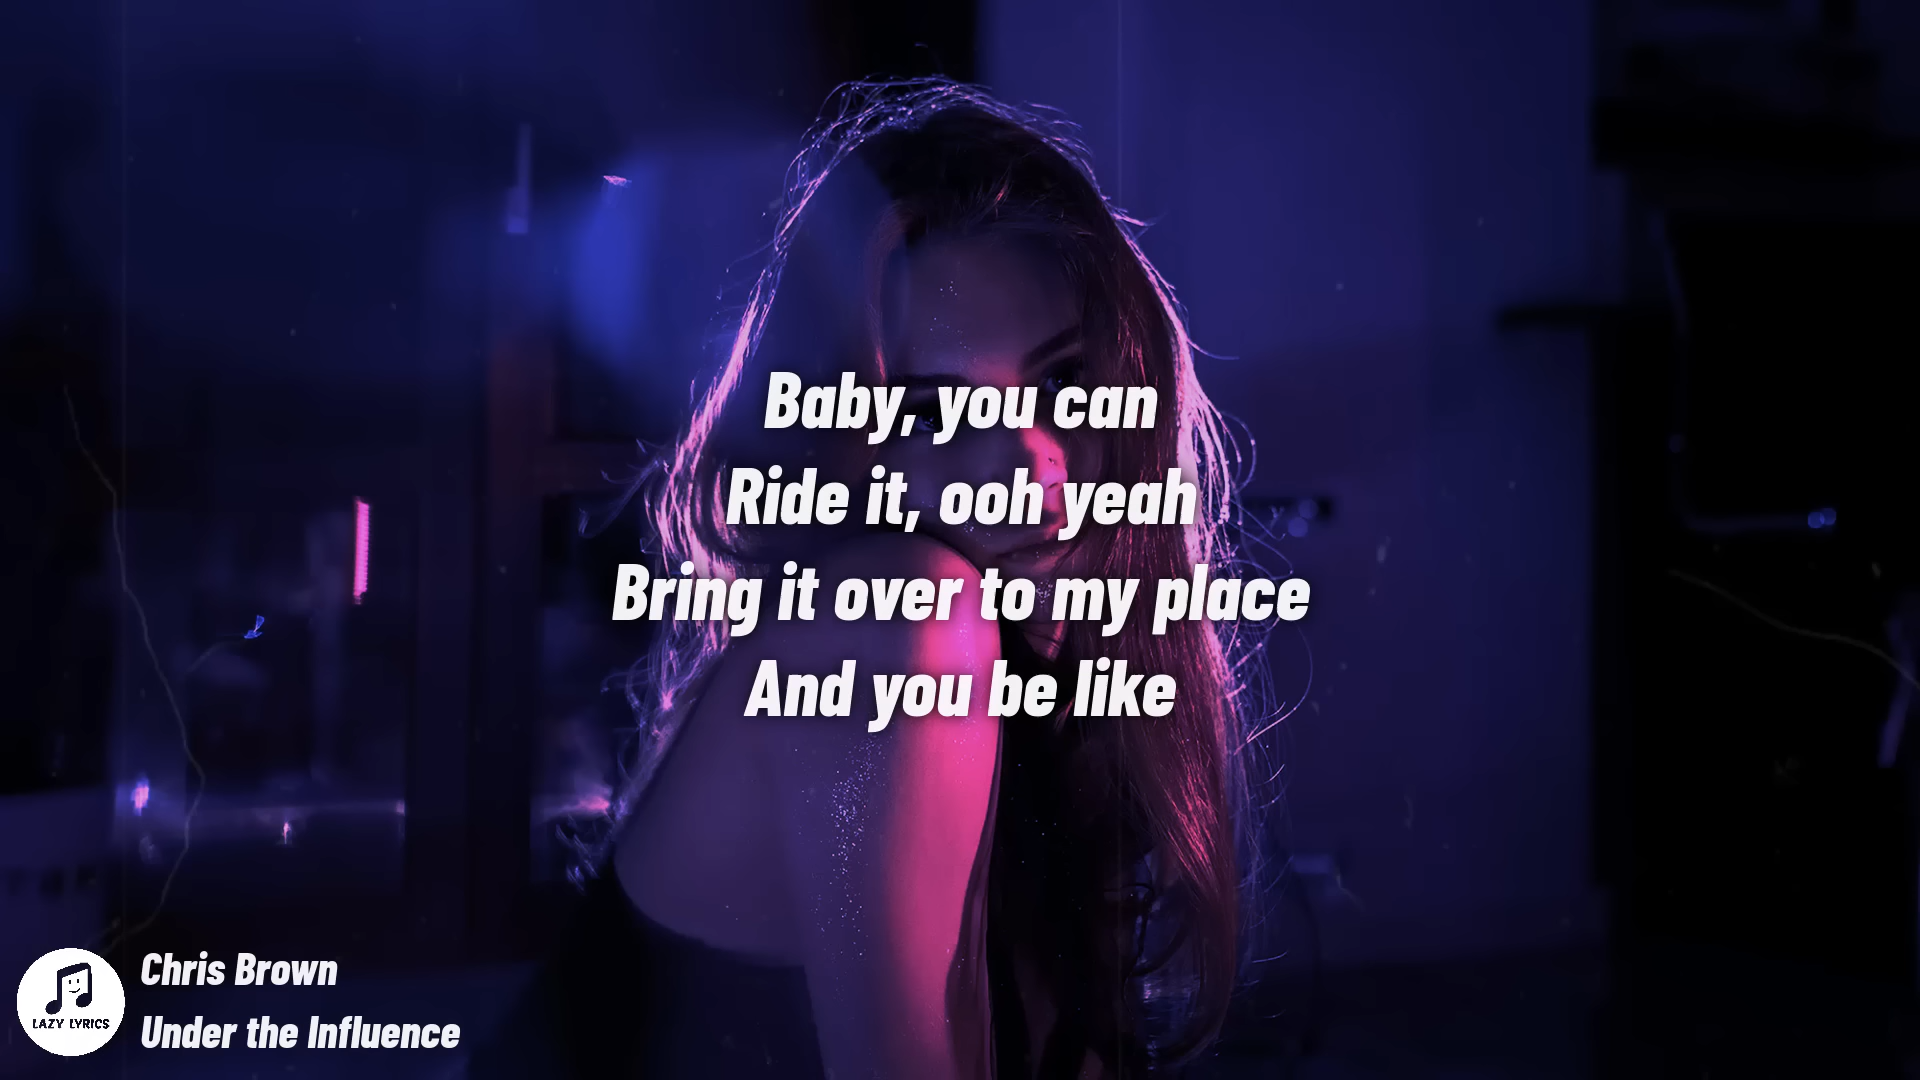 Baby, you can
Ride it, ooh yeah
Bring it over to my place
And you be like
Chris Brown
Under the Influence
LAZY LYRICS